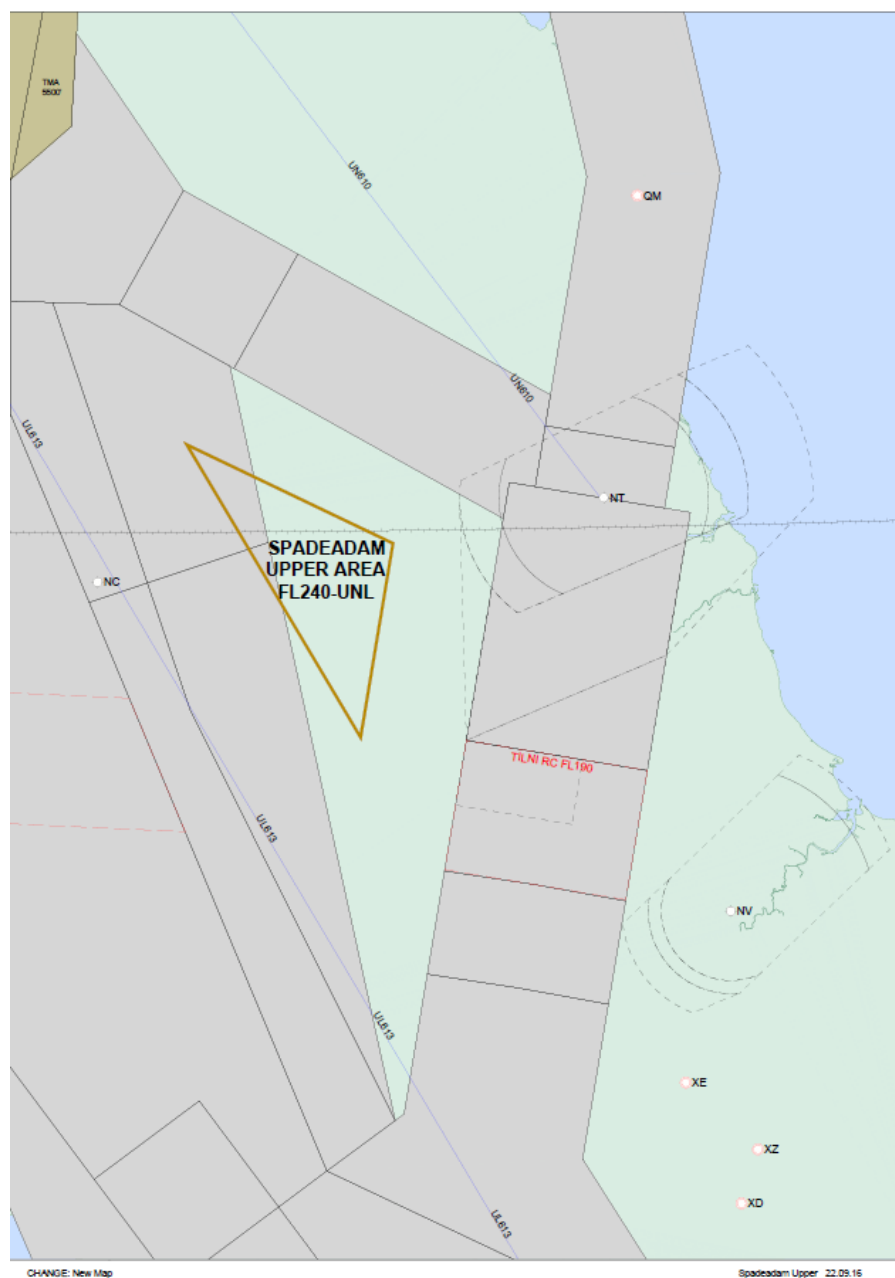 TMA
5500
UN610
QM
UN610
UL613
NT
SPADEADAM
UPPER AREA
FL240-UNL
NC
TILNI RC FL190
UL613
NV
UL613
XE
XZ
XD
UL613
CHANGE: New Map
Spadeadam Upper 22.09.16